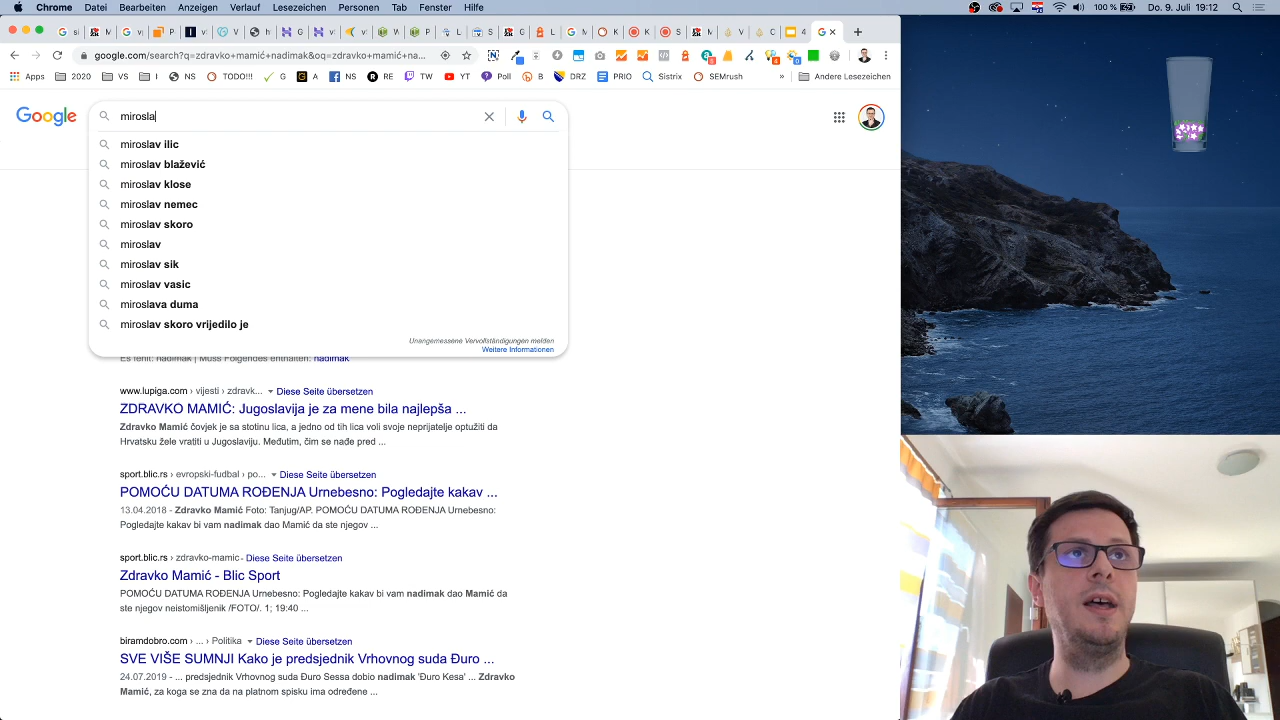 Chrome Datei Bearbeiten Anzeigen Verlauf Lesezeichen Personen Tab Fenster Hilfe 100 % Do. 9. Juli 19:12
google.com/search?q=zdravko+mamić+nadimak&oq=zdravko+mamić+na...
Apps 2020 VS I NS TODO!!! GA NS RE TW YT Poll B DRZ PRIO Sistrix SEMrush » Andere Lesezeichen
Google
mirosla
miroslav ilic
miroslav blažević
miroslav klose
miroslav nemec
miroslav skoro
miroslav
miroslav sik
miroslav vasic
miroslava duma
miroslav skoro vrijedilo je
Unangemessene Vervollständigungen melden
Weitere Informationen
Es fehlt: nadimak | Muss Folgendes enthalten: nadimak
www.lupiga.com › vijesti › zdravk... Diese Seite übersetzen
ZDRAVKO MAMIĆ: Jugoslavija je za mene bila najlepša ...
Zdravko Mamić čovjek je sa stotinu lica, a jedno od tih lica voli svoje neprijatelje optužiti da
Hrvatsku žele vratiti u Jugoslaviju. Međutim, čim se nađe pred ...
sport.blic.rs › evropski-fudbal › po... Diese Seite übersetzen
POMOĆU DATUMA ROĐENJA Urnebesno: Pogledajte kakav ...
13.04.2018 - Zdravko Mamić Foto: Tanjug/AP. POMOĆU DATUMA ROĐENJA Urnebesno:
Pogledajte kakav bi vam nadimak dao Mamić da ste njegov ...
sport.blic.rs › zdravko-mamic - Diese Seite übersetzen
Zdravko Mamić - Blic Sport
POMOĆU DATUMA ROĐENJA Urnebesno: Pogledajte kakav bi vam nadimak dao Mamić da
ste njegov neistomišljenik /FOTO/. 1; 19:40 ...
biramdobro.com › ... › Politika Diese Seite übersetzen
SVE VIŠE SUMNJI Kako je predsjednik Vrhovnog suda Đuro ...
24.07.2019 - ... predsjednik Vrhovnog suda Đuro Sessa dobio nadimak 'Đuro Kesa' ... Zdravko
Mamić, za koga se zna da na platnom spisku ima određene ...